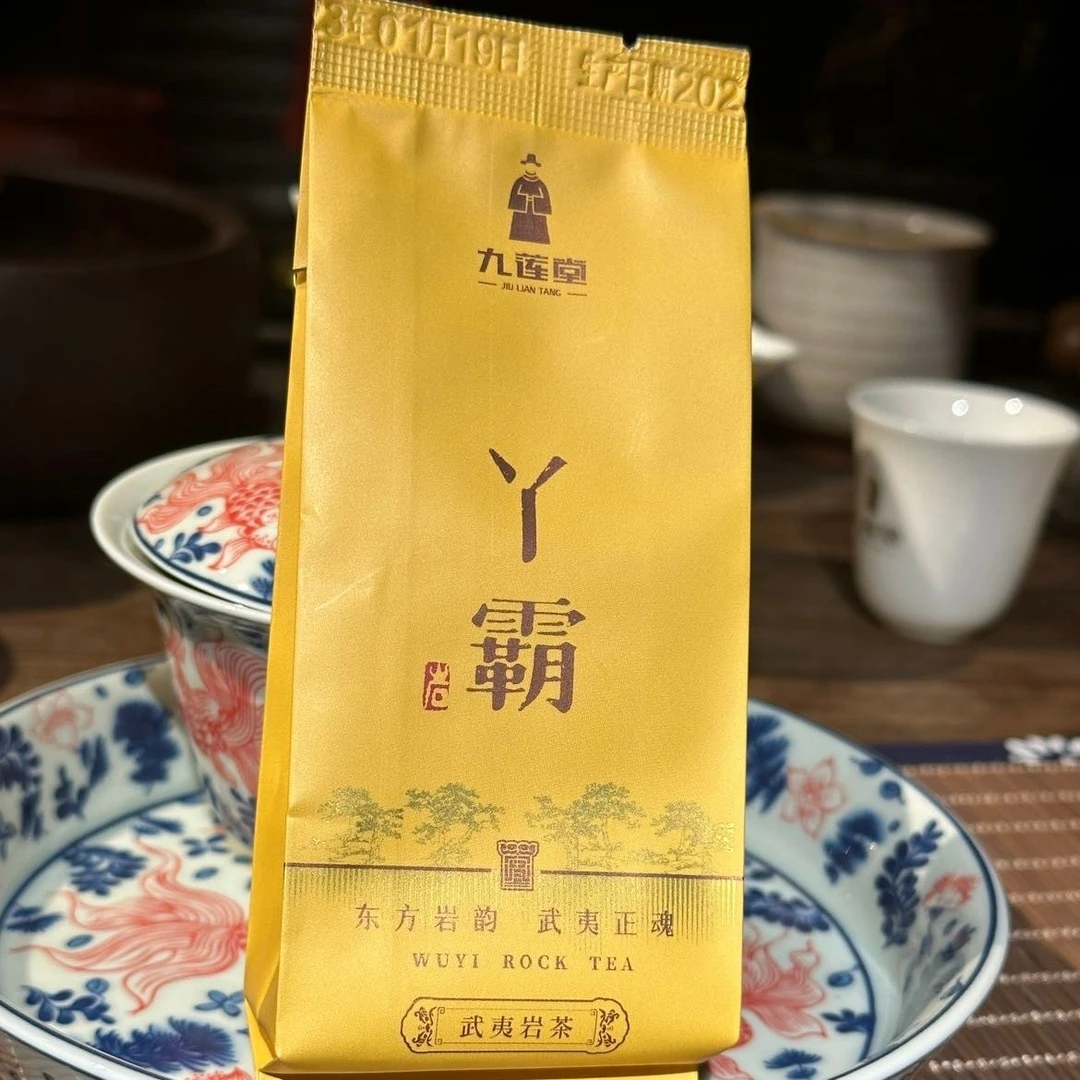 3年01月19日 生产日期202
九莲堂
JIU LIAN TANG
丫
霸
岩
东方岩韵 武夷正魂
WUYI ROCK TEA
武夷岩茶